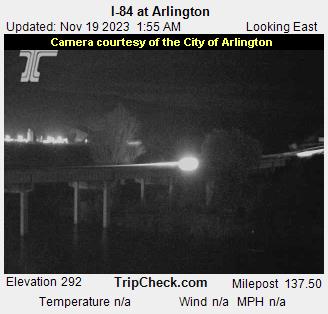 I-84 at Arlington
Updated: Nov 19 2023 1:55 AM Looking East
Camera courtesy of the City of Arlington
Elevation 292 TripCheck.com Milepost 137.50
Temperature n/a Wind n/a MPH n/a